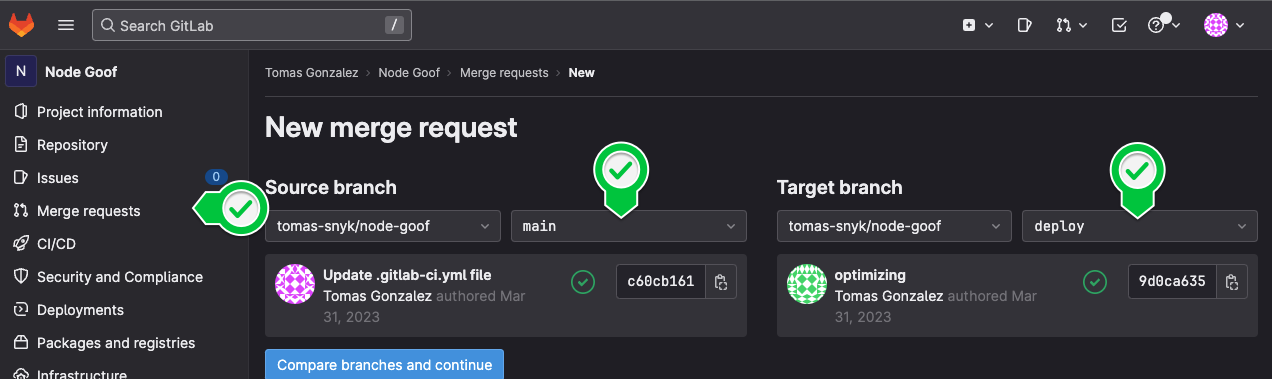 Search GitLab
/
N
Node Goof
Project information
Repository
Issues
0
Merge requests
CI/CD
Security and Compliance
Deployments
Packages and registries
Infrastructure
Tomas Gonzalez › Node Goof › Merge requests › New
New merge request
Source branch
tomas-snyk/node-goof
main
Update .gitlab-ci.yml file
Tomas Gonzalez authored Mar
31, 2023
c60cb161
Target branch
tomas-snyk/node-goof
deploy
optimizing
Tomas Gonzalez authored Mar
31, 2023
9d0ca635
Compare branches and continue